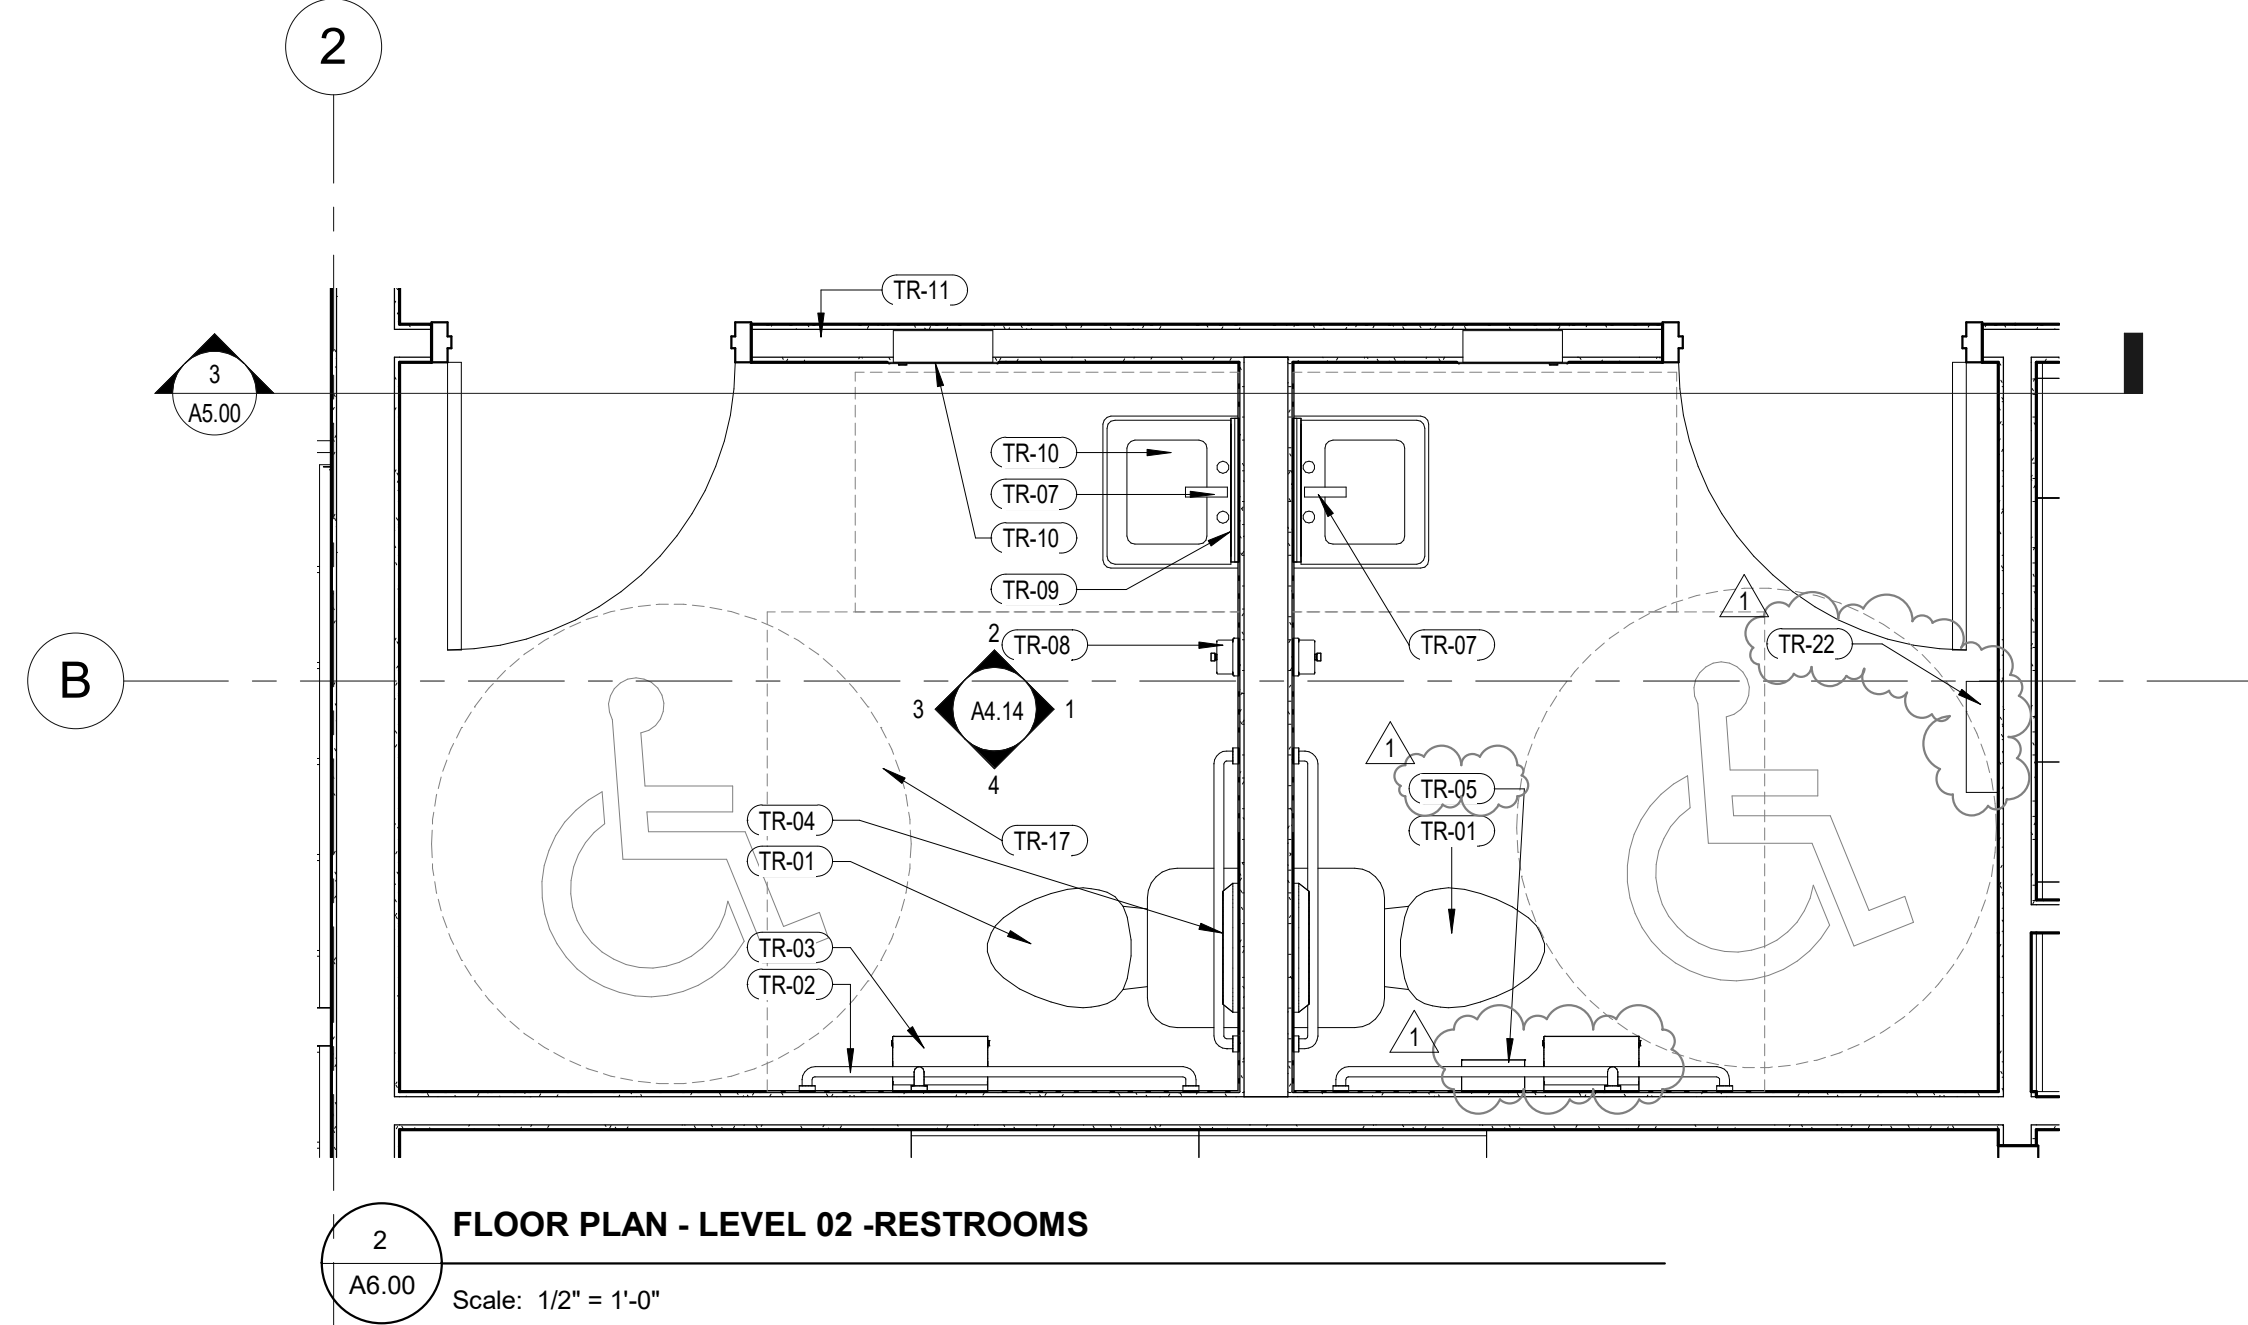 2
TR-11
3
A5.00
TR-10
TR-07
TR-10
TR-09
1
2
TR-08
TR-07
TR-22
B
3
A4.14
1
4
1
TR-05
TR-04
TR-01
TR-17
TR-01
TR-03
TR-02
1
FLOOR PLAN - LEVEL 02 -RESTROOMS
2
A6.00
Scale: 1/2" = 1'-0"